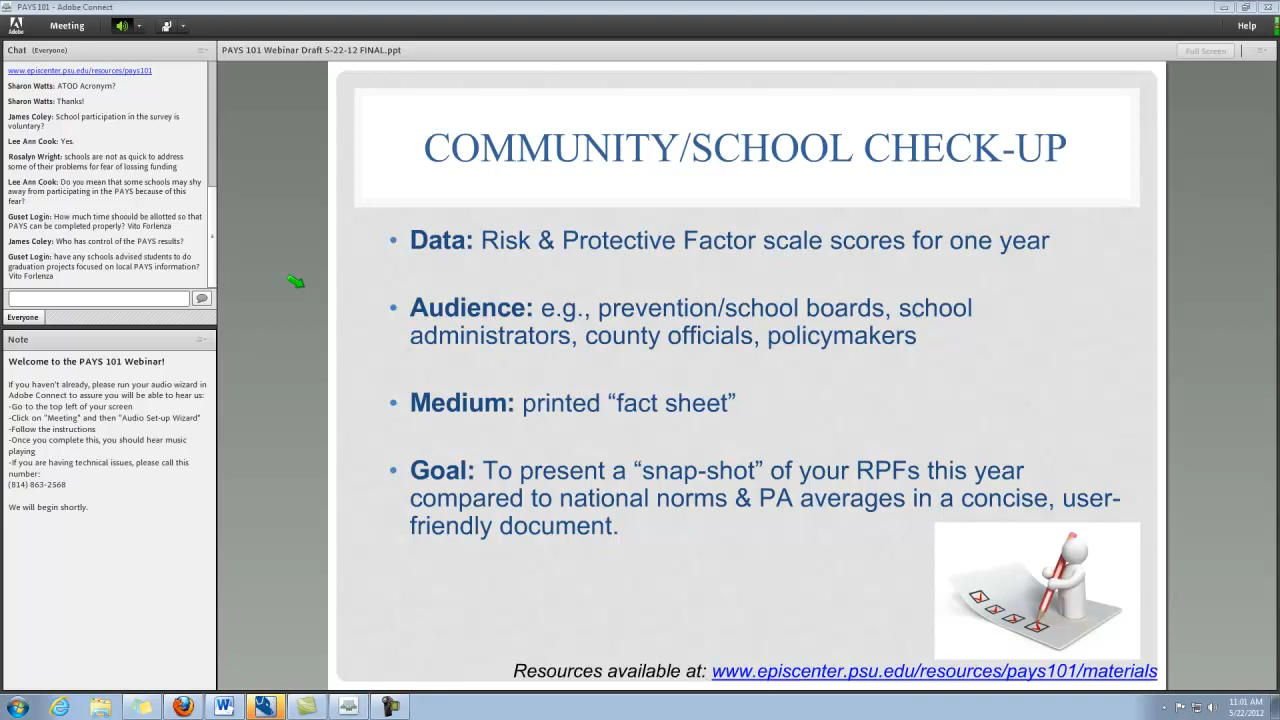 PAYS 101 - Adobe Connect
Adobe
Meeting
Help
Chat (Everyone)
www.episcenter.psu.edu/resources/pays101
Sharon Watts: ATOD Acronym?
Sharon Watts: Thanks!
James Coley: School participation in the survey is
voluntary?
Lee Ann Cook: Yes.
Rosalyn Wright: schools are not as quick to address
some of their problems for fear of lossing funding
Lee Ann Cook: Do you mean that some schools may shy
away from participating in the PAYS because of this
fear?
Guset Login: How much time shoould be allotted so that
PAYS can be completed properly? Vito Forlenza
James Coley: Who has control of the PAYS results?
Guset Login: have any schools advised students to do
graduation projects focused on local PAYS information?
Vito Forlenza
Everyone
Note
Welcome to the PAYS 101 Webinar!
If you haven't already, please run your audio wizard in
Adobe Connect to assure you will be able to hear us:
-Go to the top left of your screen
-Click on "Meeting" and then "Audio Set-up Wizard"
-Follow the instructions
-Once you complete this, you should hear music
playing
-If you are having technical issues, please call this
number:
(814) 863-2568
We will begin shortly.
PAYS 101 Webinar Draft 5-22-12 FINAL.ppt
Full Screen
COMMUNITY/SCHOOL CHECK-UP
• Data: Risk & Protective Factor scale scores for one year
• Audience: e.g., prevention/school boards, school
administrators, county officials, policymakers
• Medium: printed “fact sheet”
• Goal: To present a “snap-shot” of your RPFs this year
compared to national norms & PA averages in a concise, user-
friendly document.
Resources available at: www.episcenter.psu.edu/resources/pays101/materials
11:01 AM
5/22/2012